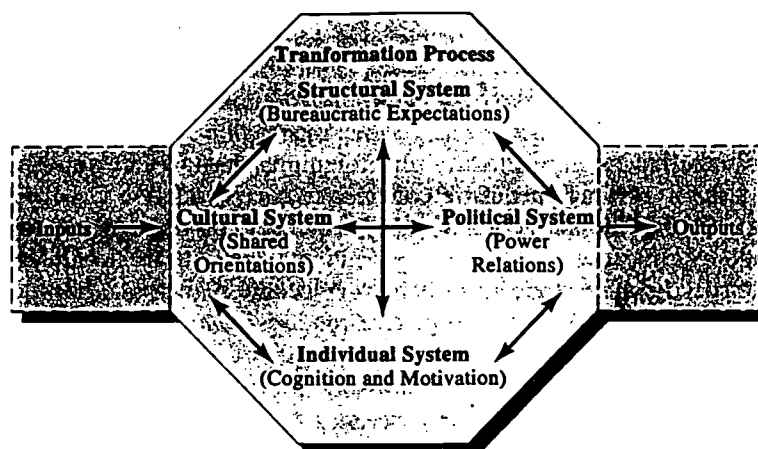 Tranformation Process
Structural System
(Bureaucratic Expectations)
Inputs
Cultural System
(Shared
Orientations)
Political System
(Power
Relations)
Outputs
Individual System
(Cognition and Motivation)